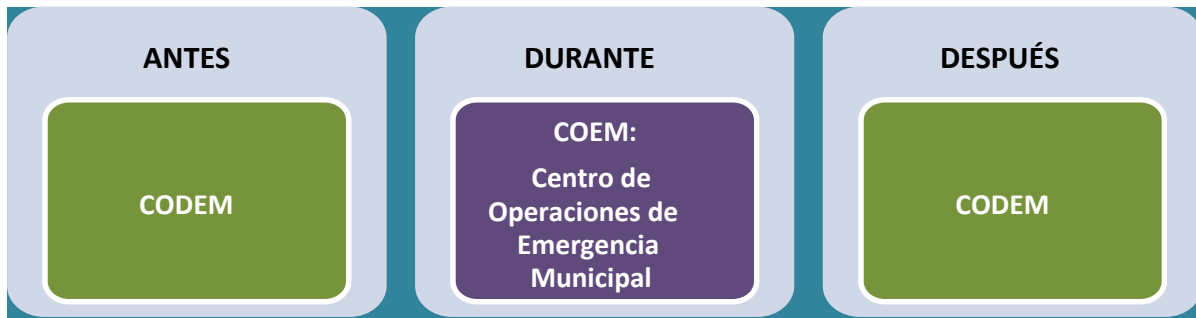 ANTES
CODEM
DURANTE
COEM:
Centro de
Operaciones de
Emergencia
Municipal
DESPUÉS
CODEM